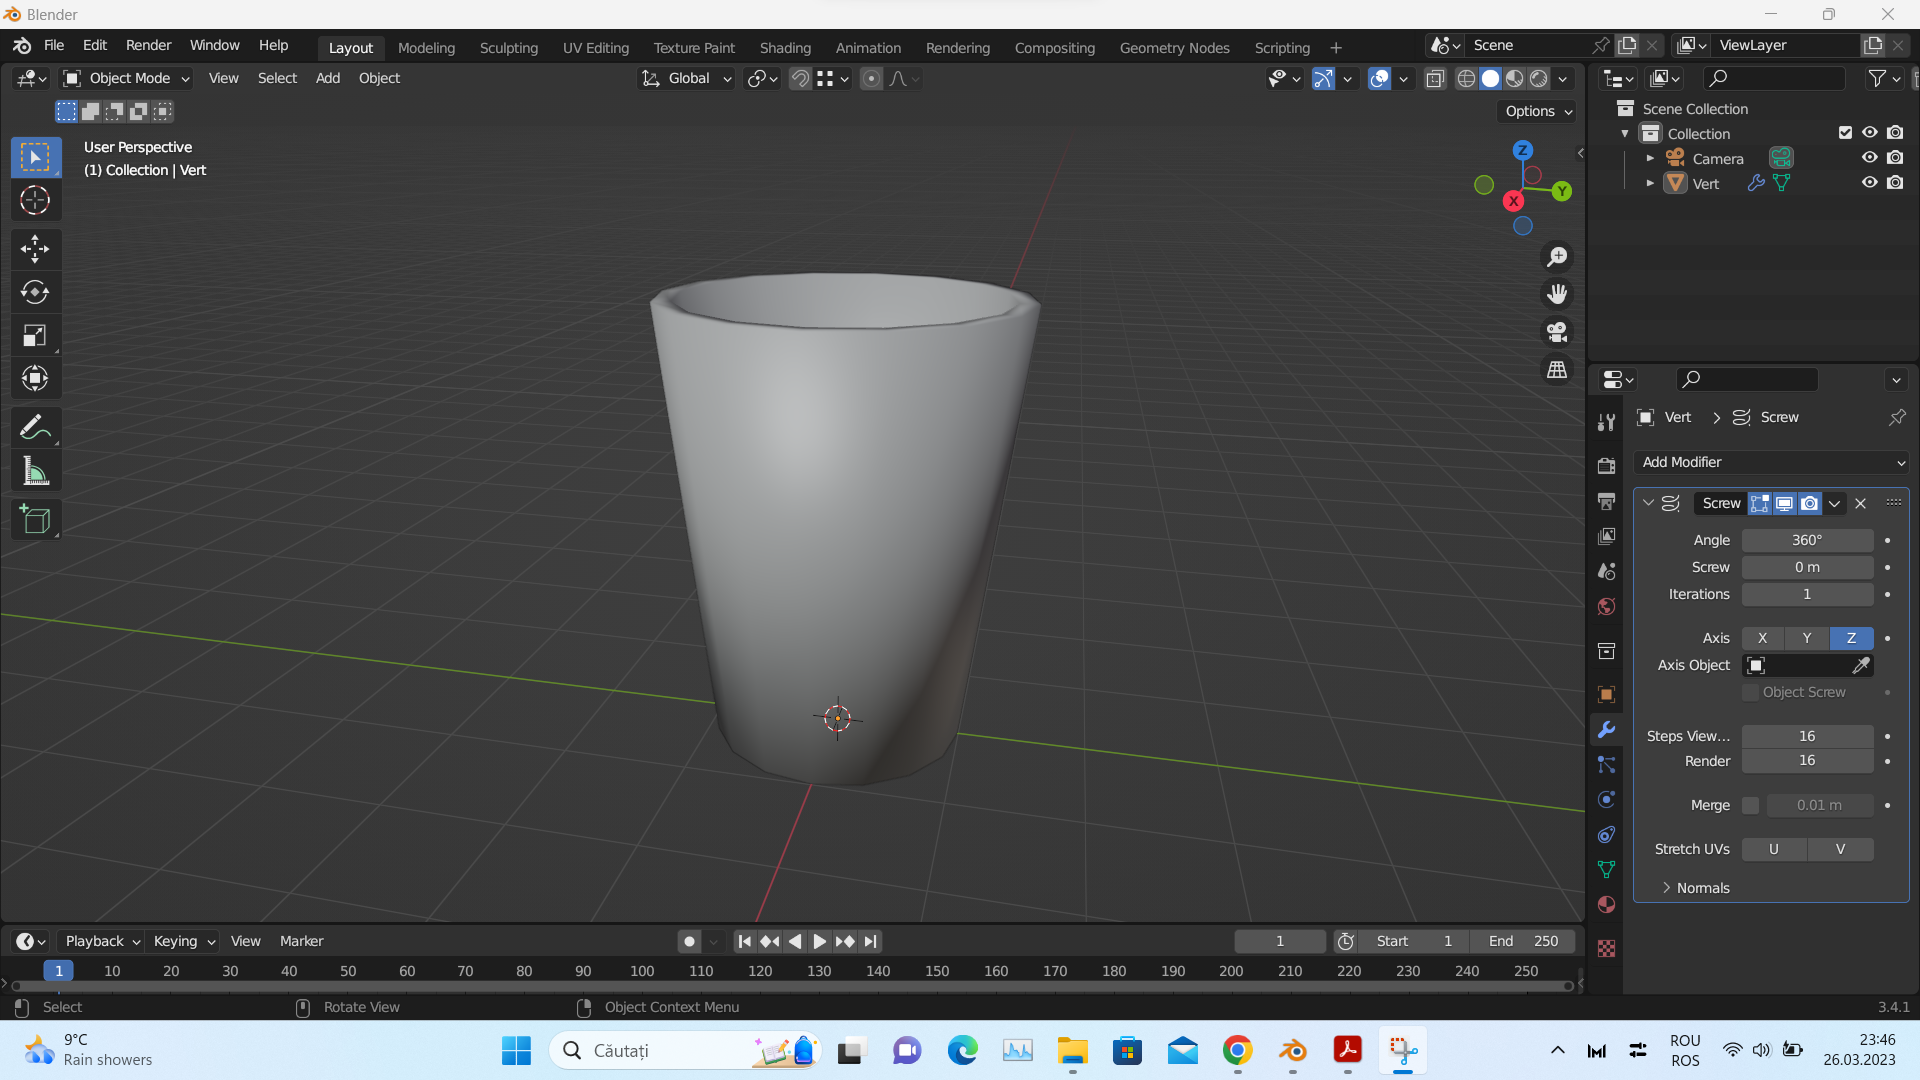 Blender
File Edit Render Window Help Layout Modeling Sculpting UV Editing Texture Paint Shading Animation Rendering Compositing Geometry Nodes Scripting + Scene ViewLayer
Object Mode View Select Add Object Global
Options
User Perspective
(1) Collection | Vert
Z
Y
X
Scene Collection
Collection
Camera
Vert
Vert > Screw
Add Modifier
Screw
Angle 360°
Screw 0 m
Iterations 1
Axis X Y Z
Axis Object
Object Screw
Steps View... 16
Render 16
Merge 0.01 m
Stretch UVs U V
Normals
Playback Keying View Marker 1 Start 1 End 250
1 10 20 30 40 50 60 70 80 90 100 110 120 130 140 150 160 170 180 190 200 210 220 230 240 250
Select Rotate View Object Context Menu 3.4.1
9°C
Rain showers
Căutați
ROU
ROS
23:46
26.03.2023